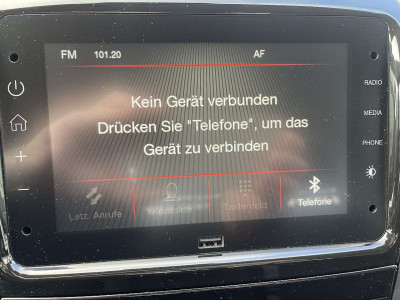 FM 101.20 AF
RADIO
Kein Gerät verbunden
MEDIA
Drücken Sie "Telefone", um das
Gerät zu verbinden
PHONE
Letz. Anrufe Kontakte Tastenfeld Telefone